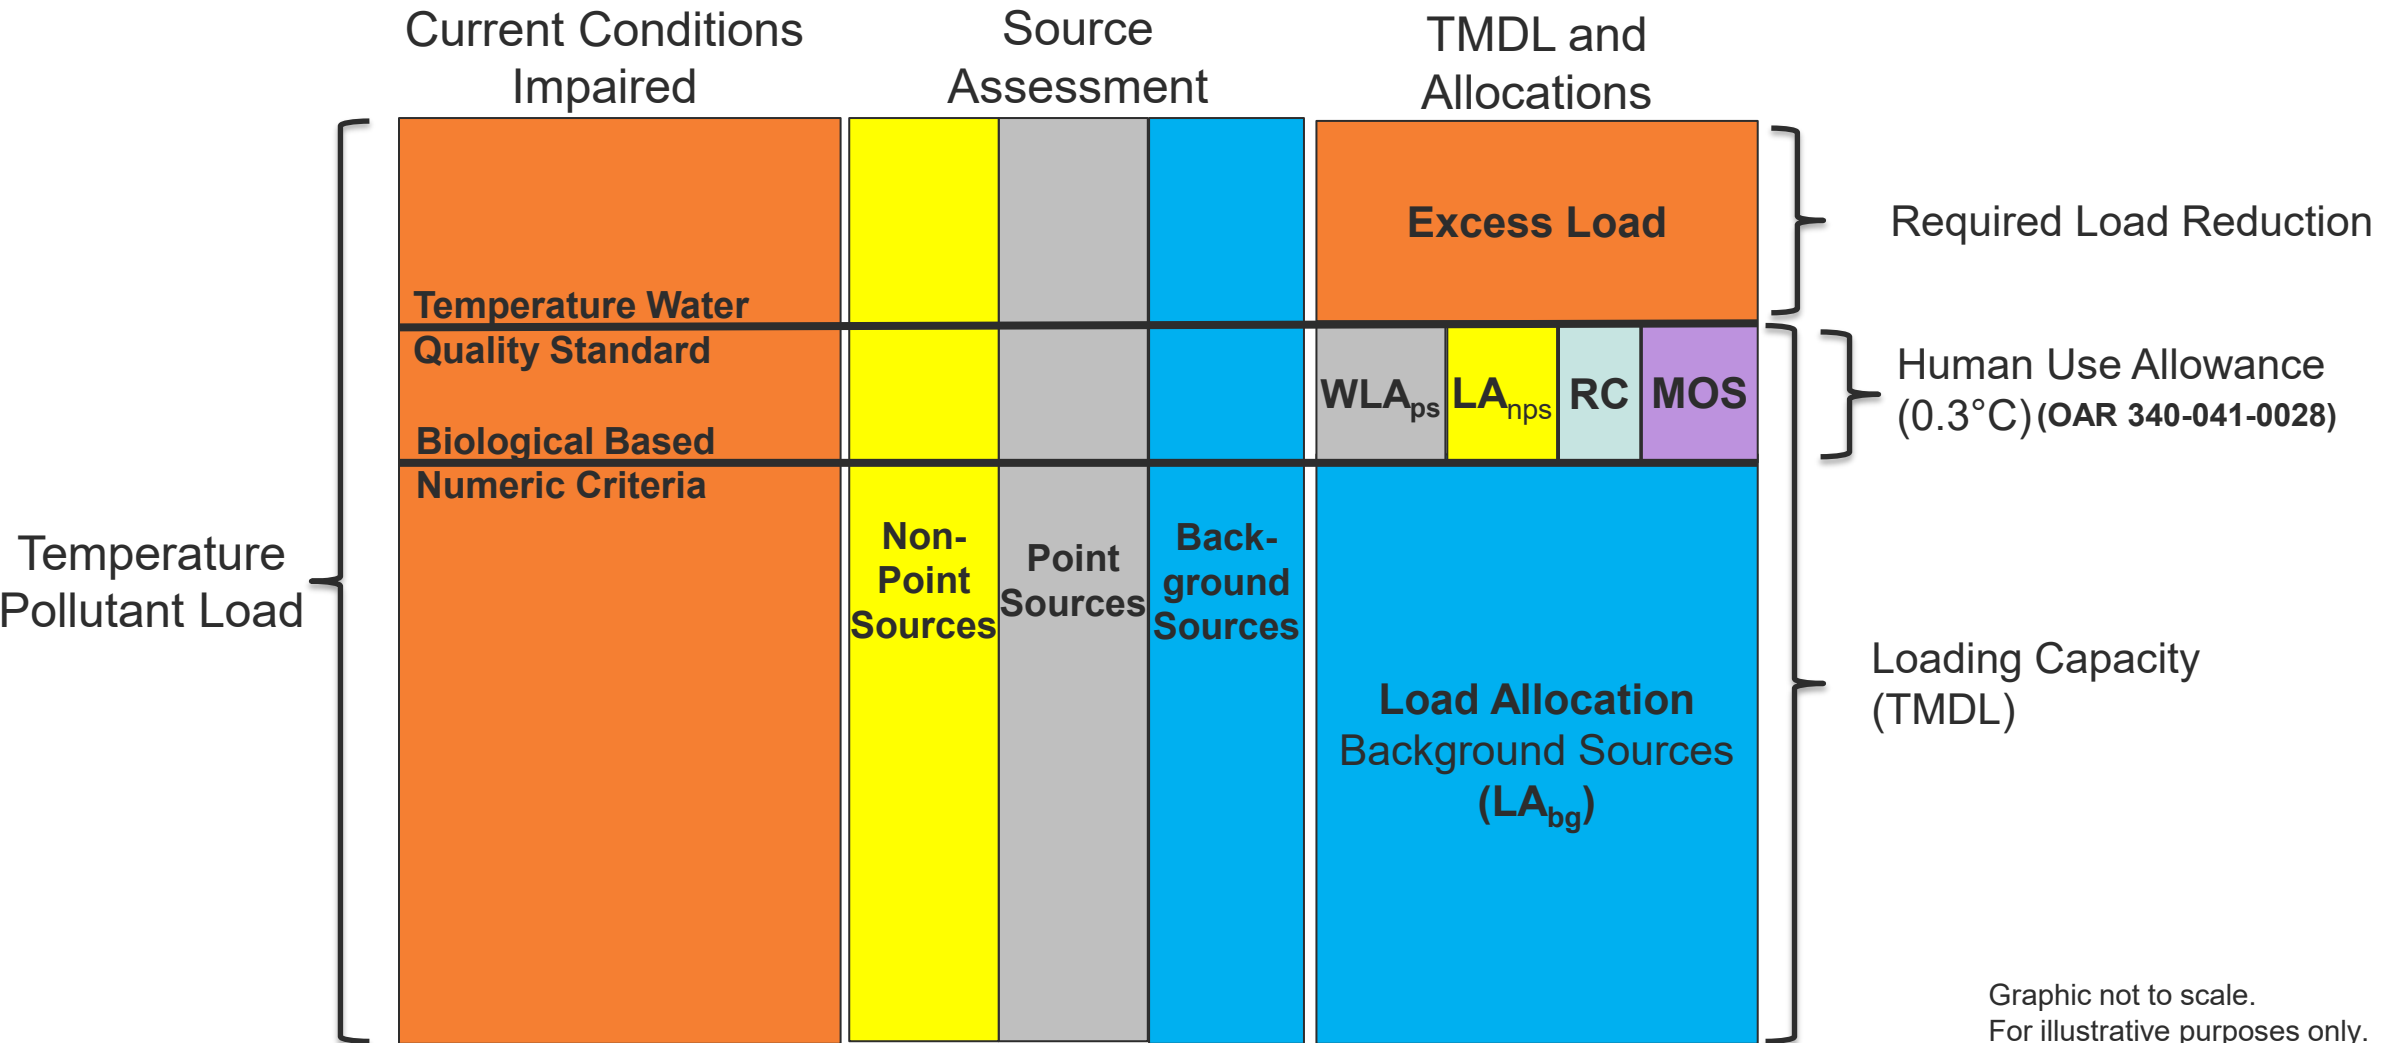 Current Conditions
Impaired
Source
Assessment
TMDL and
Allocations
Temperature
Pollutant Load
Temperature Water
Quality Standard
Biological Based
Numeric Criteria
Non-
Point
Sources
Point
Sources
Back-
ground
Sources
Excess Load
WLAps
LAnps
RC
MOS
Load Allocation
Background Sources
(LAbg)
Required Load Reduction
Human Use Allowance
(0.3°C) (OAR 340-041-0028)
Loading Capacity
(TMDL)
Graphic not to scale.
For illustrative purposes only.